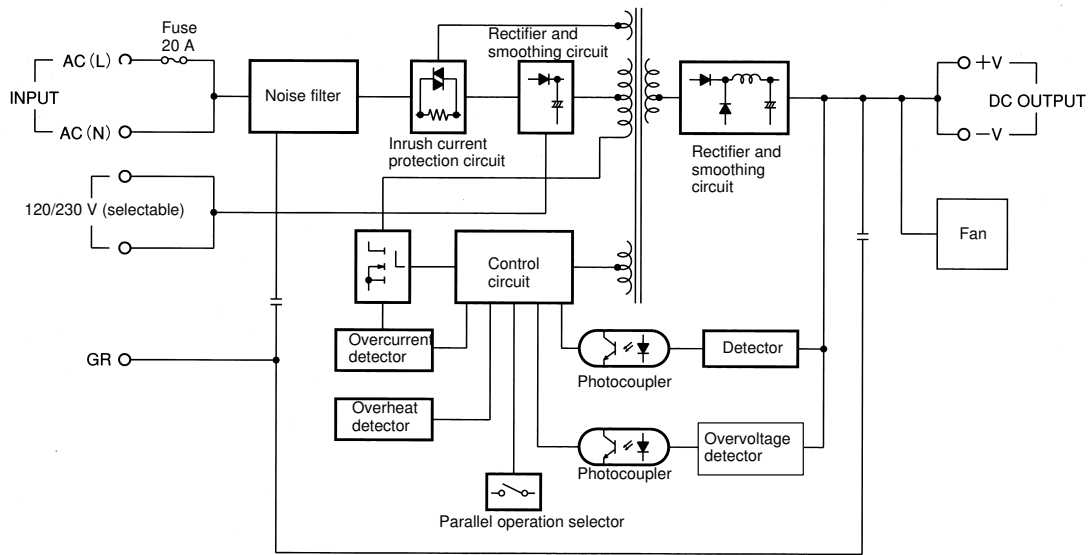 Fuse
20 A
AC (L)
INPUT
AC (N)
Noise filter
Inrush current
protection circuit
Rectifier and
smoothing circuit
Rectifier and
smoothing
circuit
+V
DC OUTPUT
−V
120/230 V (selectable)
Fan
Control
circuit
Overcurrent
detector
GR
Overheat
detector
Photocoupler
Detector
Photocoupler
Overvoltage
detector
Parallel operation selector